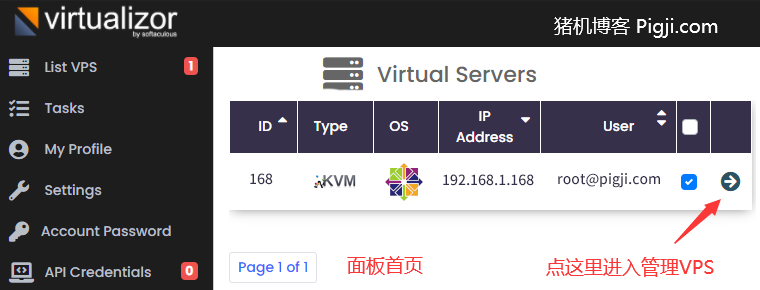 virtualizor
by softaculous
猪机博客 Pigji.com
List VPS 1
Tasks
My Profile
Settings
Account Password
API Credentials 0
Virtual Servers
ID Type OS IP Address User
168 KVM 192.168.1.168 root@pigji.com
Page 1 of 1
面板首页
点这里进入管理VPS